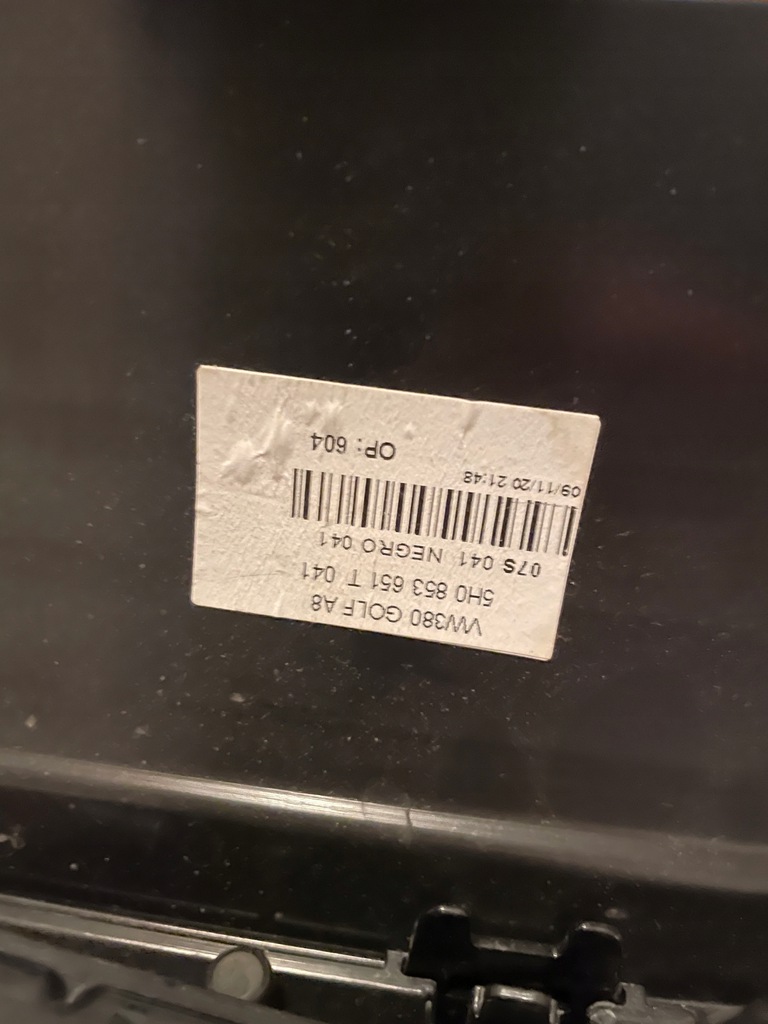 VW380 GOLF A8
5H0 853 651 T 041
07S 041 NEGRO 041
09/11/20 21:48
OP: 604